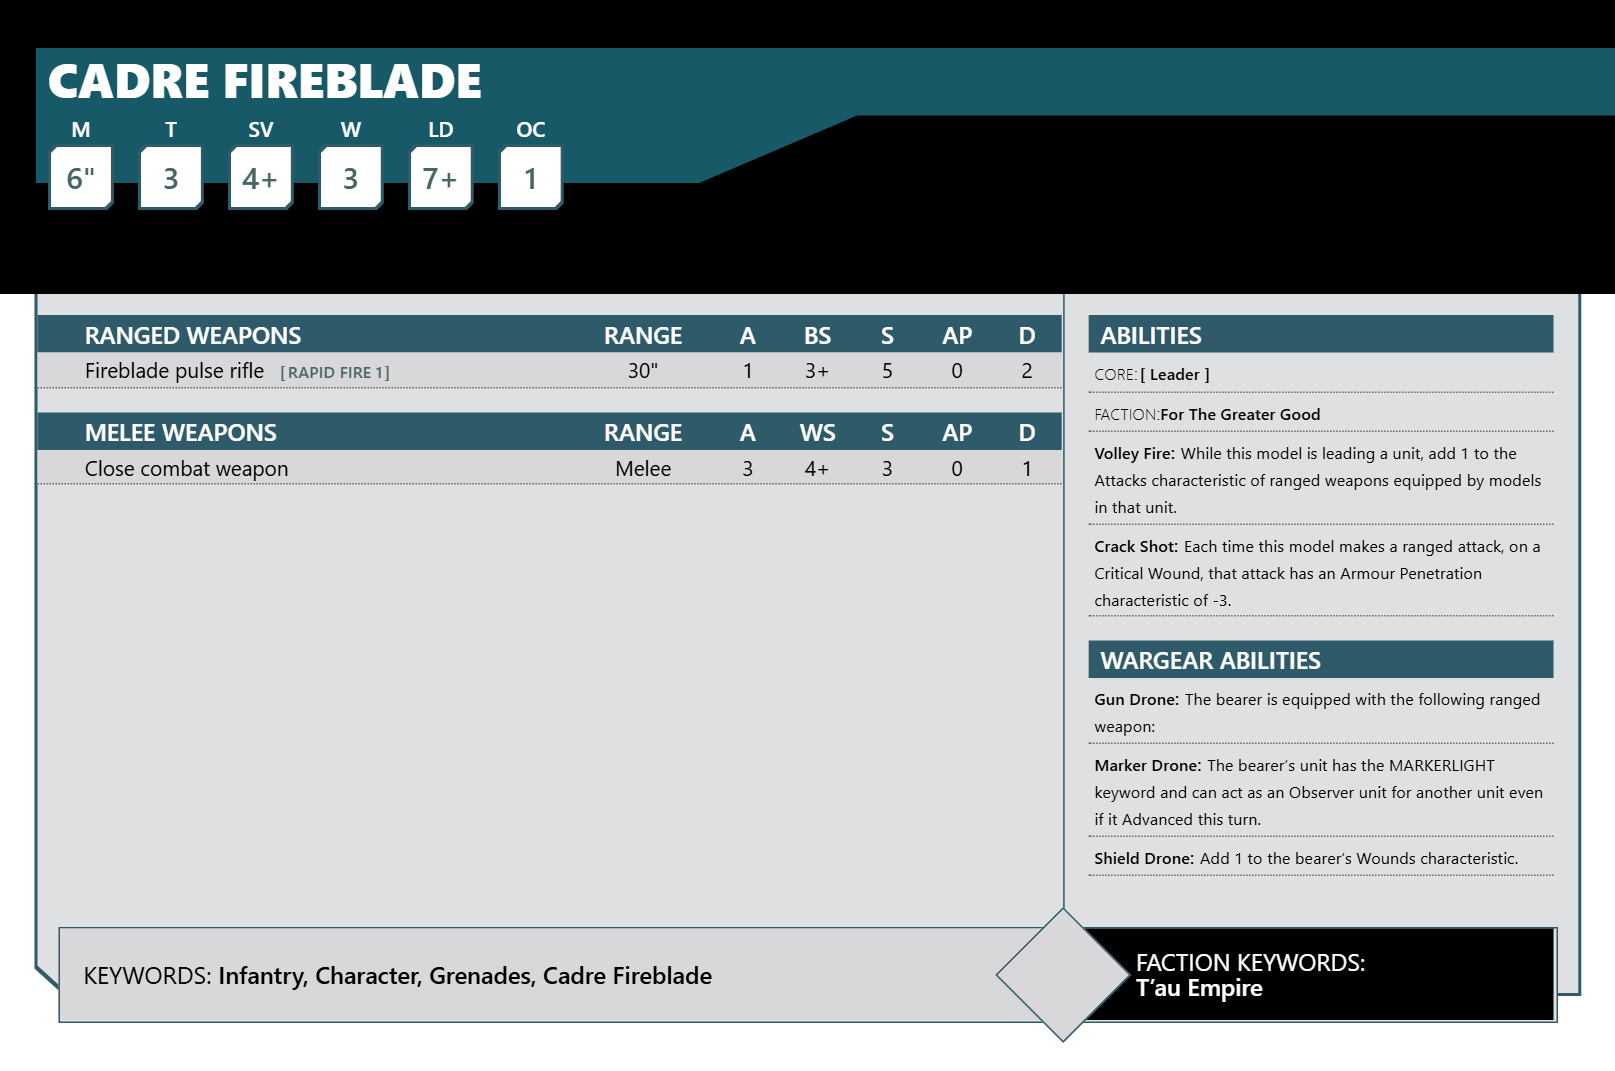 CADRE FIREBLADE
M T SV W LD OC
6" 3 4+ 3 7+ 1
RANGED WEAPONS RANGE A BS S AP D
Fireblade pulse rifle [RAPID FIRE 1] 30" 1 3+ 5 0 2
MELEE WEAPONS RANGE A WS S AP D
Close combat weapon Melee 3 4+ 3 0 1
ABILITIES
CORE:[ Leader ]
FACTION:For The Greater Good
Volley Fire: While this model is leading a unit, add 1 to the
Attacks characteristic of ranged weapons equipped by models
in that unit.
Crack Shot: Each time this model makes a ranged attack, on a
Critical Wound, that attack has an Armour Penetration
characteristic of -3.
WARGEAR ABILITIES
Gun Drone: The bearer is equipped with the following ranged
weapon:
Marker Drone: The bearer's unit has the MARKERLIGHT
keyword and can act as an Observer unit for another unit even
if it Advanced this turn.
Shield Drone: Add 1 to the bearer's Wounds characteristic.
KEYWORDS: Infantry, Character, Grenades, Cadre Fireblade
FACTION KEYWORDS:
T'au Empire